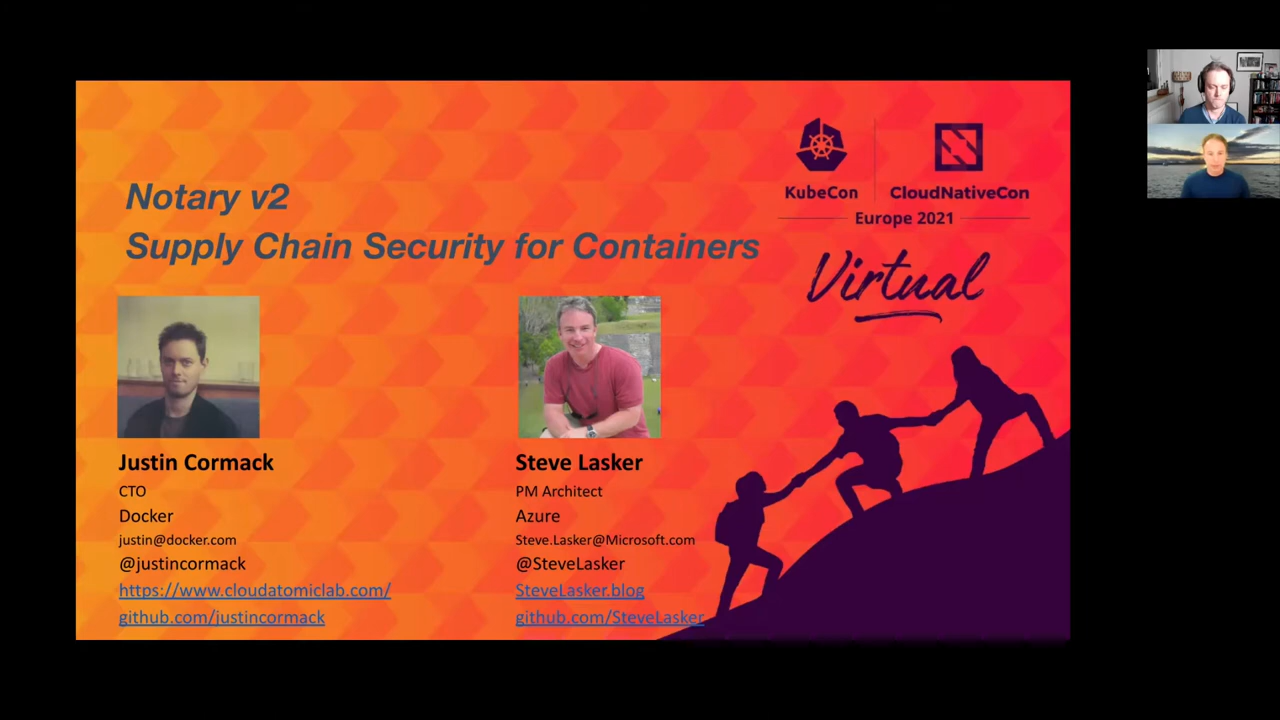 Notary v2
Supply Chain Security for Containers
KubeCon
CloudNativeCon
Europe 2021
Virtual
Justin Cormack
CTO
Docker
justin@docker.com
@justincormack
https://www.cloudatomiclab.com/
github.com/justincormack
Steve Lasker
PM Architect
Azure
Steve.Lasker@Microsoft.com
@SteveLasker
SteveLasker.blog
github.com/SteveLasker